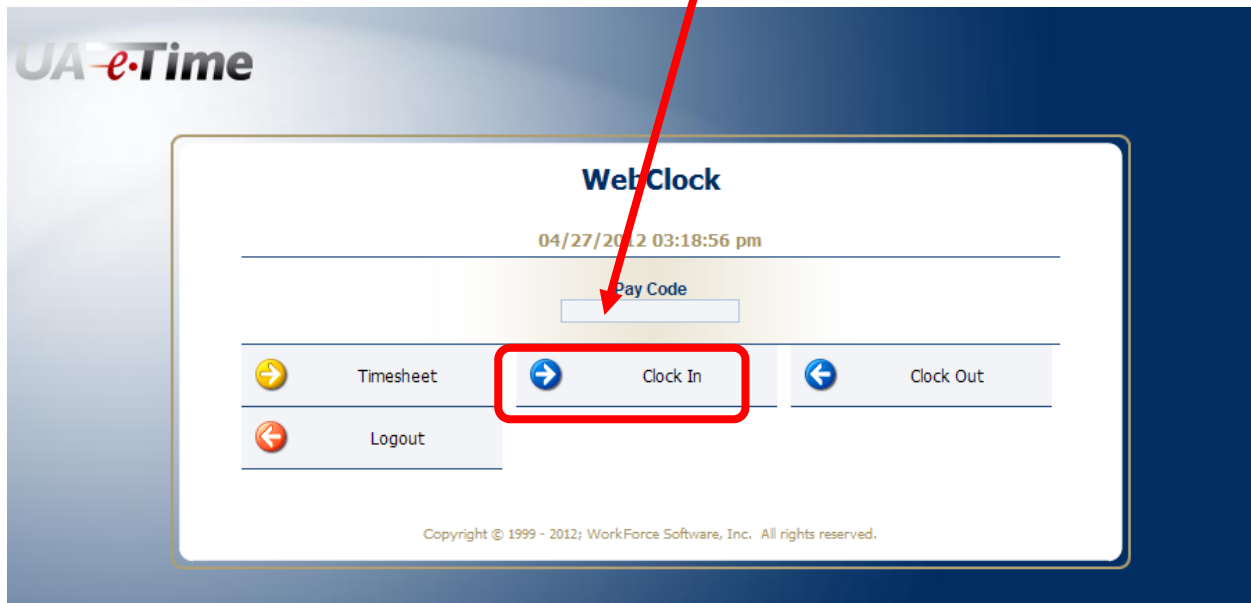 UA e·Time
WebClock
04/27/2012 03:18:56 pm
Pay Code
Timesheet Clock In Clock Out
Logout
Copyright © 1999 - 2012; WorkForce Software, Inc. All rights reserved.